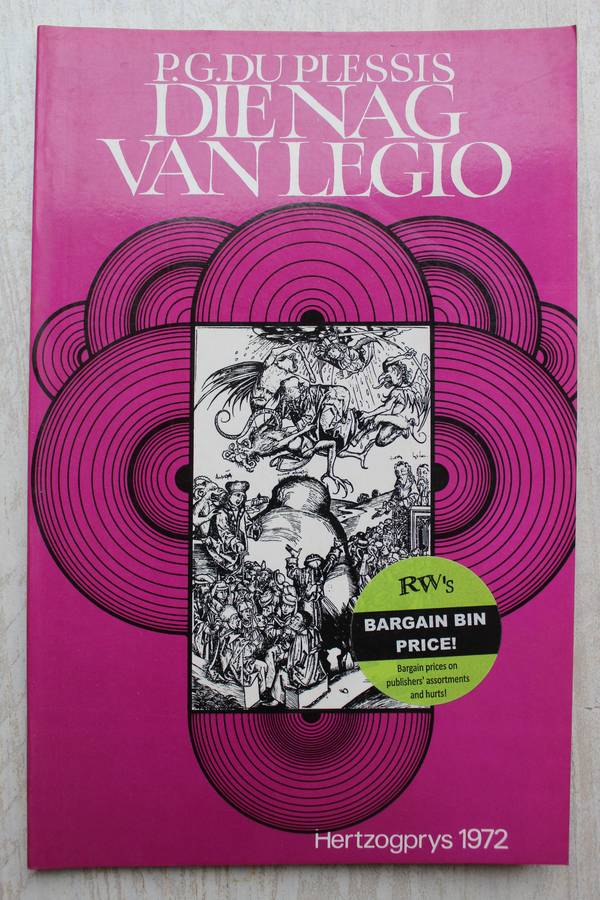 P.G.DU PLESSIS
DIE NAG
VAN LEGIO
RW's
BARGAIN BIN
PRICE!
Bargain prices on
publishers' assortments
and hurts!
Hertzogprys 1972